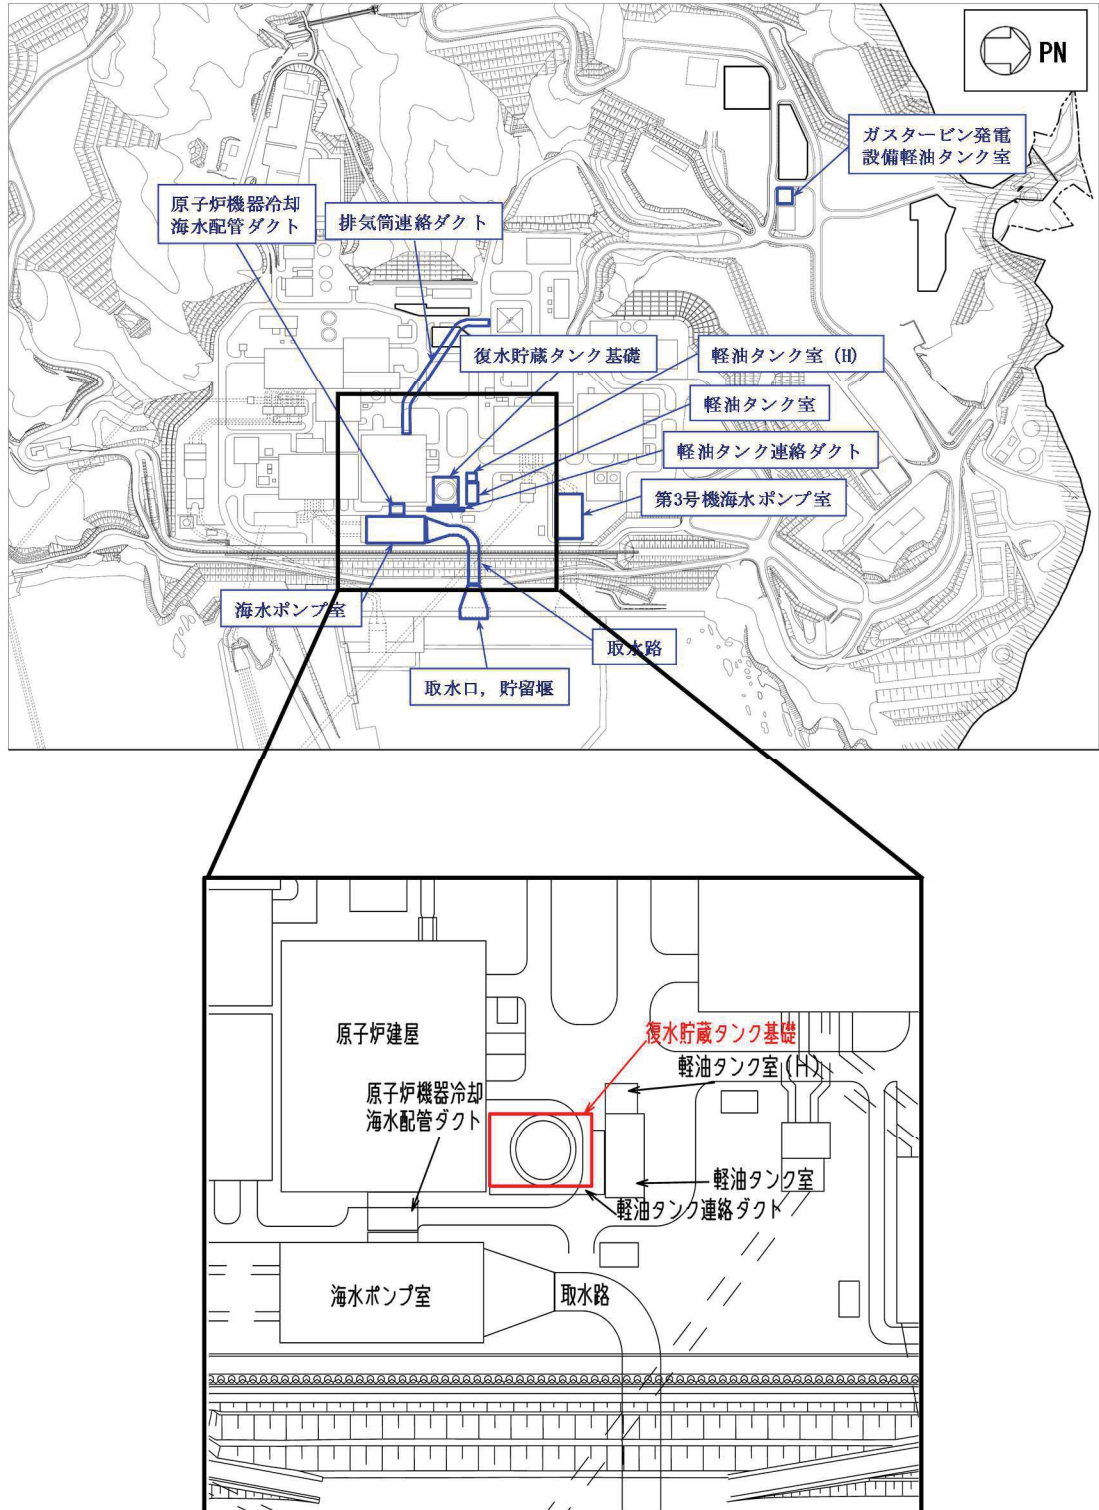 PN
ガスタービン発電
設備軽油タンク室
原子炉機器冷却
海水配管ダクト
排気筒連絡ダクト
復水貯蔵タンク基礎
軽油タンク室 (H)
軽油タンク室
軽油タンク連絡ダクト
第3号機海水ポンプ室
海水ポンプ室
取水路
取水口，貯留堰
復水貯蔵タンク基礎
原子炉建屋
軽油タンク室(H)
原子炉機器冷却
海水配管ダクト
軽油タンク室
軽油タンク連絡ダクト
海水ポンプ室
取水路